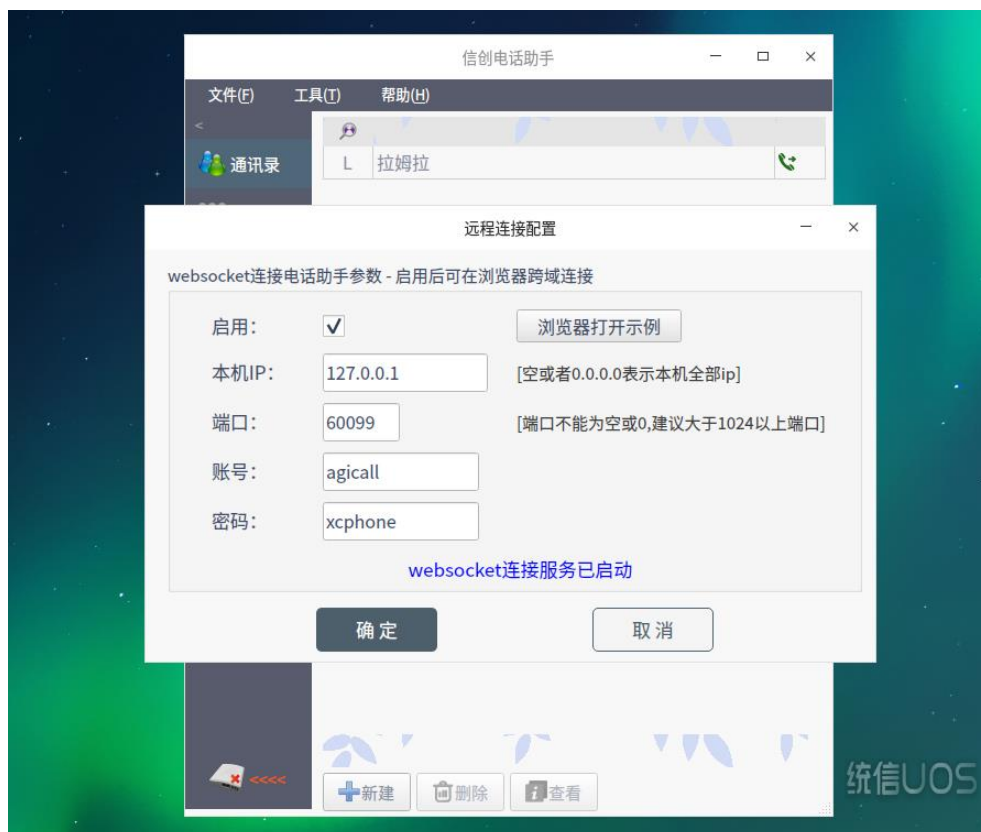 信创电话助手
文件(F) 工具(T) 帮助(H)
<
通讯录
L 拉姆拉
远程连接配置
websocket连接电话助手参数 - 启用后可在浏览器跨域连接
启用： 浏览器打开示例
本机IP： 127.0.0.1 [空或者0.0.0.0表示本机全部ip]
端口： 60099 [端口不能为空或0,建议大于1024以上端口]
账号： agicall
密码： xcphone
websocket连接服务已启动
确定 取消
<<<<
新建 删除 查看
统信UOS